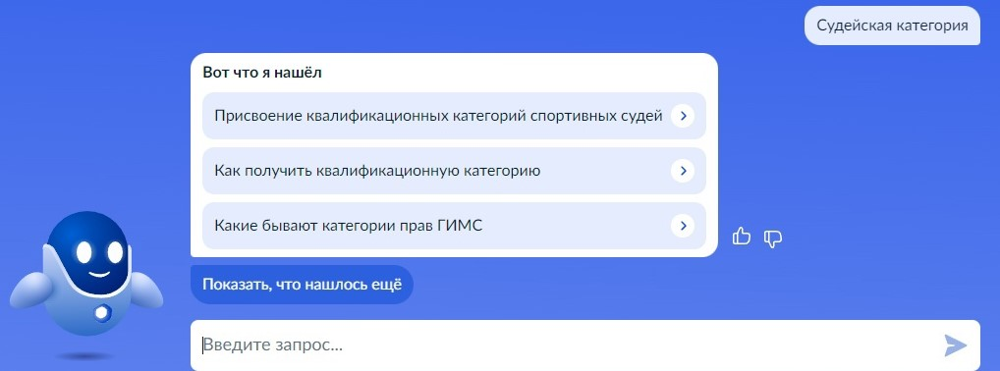 Судейская категория
Вот что я нашёл
Присвоение квалификационных категорий спортивных судей
Как получить квалификационную категорию
Какие бывают категории прав ГИМС
Показать, что нашлось ещё
Введите запрос...